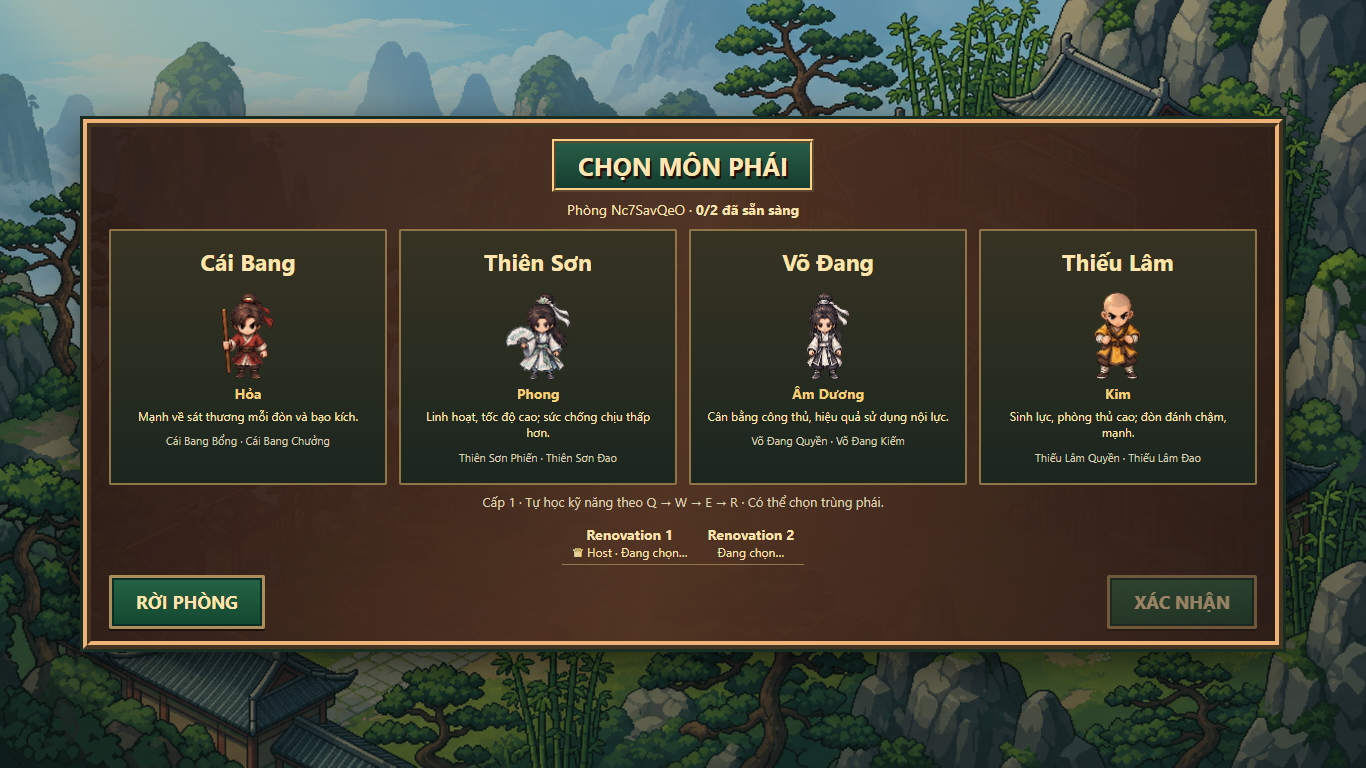 CHỌN MÔN PHÁI
Phòng Nc7SavQeO · 0/2 đã sẵn sàng
Cái Bang
Hỏa
Mạnh về sát thương mỗi đòn và bạo kích.
Cái Bang Bổng · Cái Bang Chưởng
Thiên Sơn
Phong
Linh hoạt, tốc độ cao; sức chống chịu thấp
hơn.
Thiên Sơn Phiến · Thiên Sơn Đao
Võ Đang
Âm Dương
Cân bằng công thủ, hiệu quả sử dụng nội lực.
Võ Đang Quyền · Võ Đang Kiếm
Thiếu Lâm
Kim
Sinh lực, phòng thủ cao; đòn đánh chậm,
mạnh.
Thiếu Lâm Quyền · Thiếu Lâm Đao
Cấp 1 · Tự học kỹ năng theo Q → W → E → R · Có thể chọn trùng phái.
Renovation 1
♛ Host · Đang chọn...
Renovation 2
Đang chọn...
RỜI PHÒNG
XÁC NHẬN